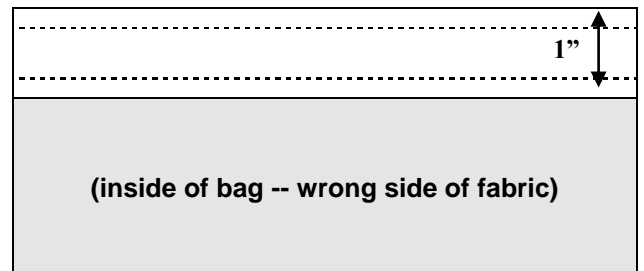 1”
(inside of bag -- wrong side of fabric)